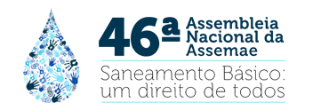 46ª Assembleia
Nacional da
Assemae
Saneamento Básico:
um direito de todos